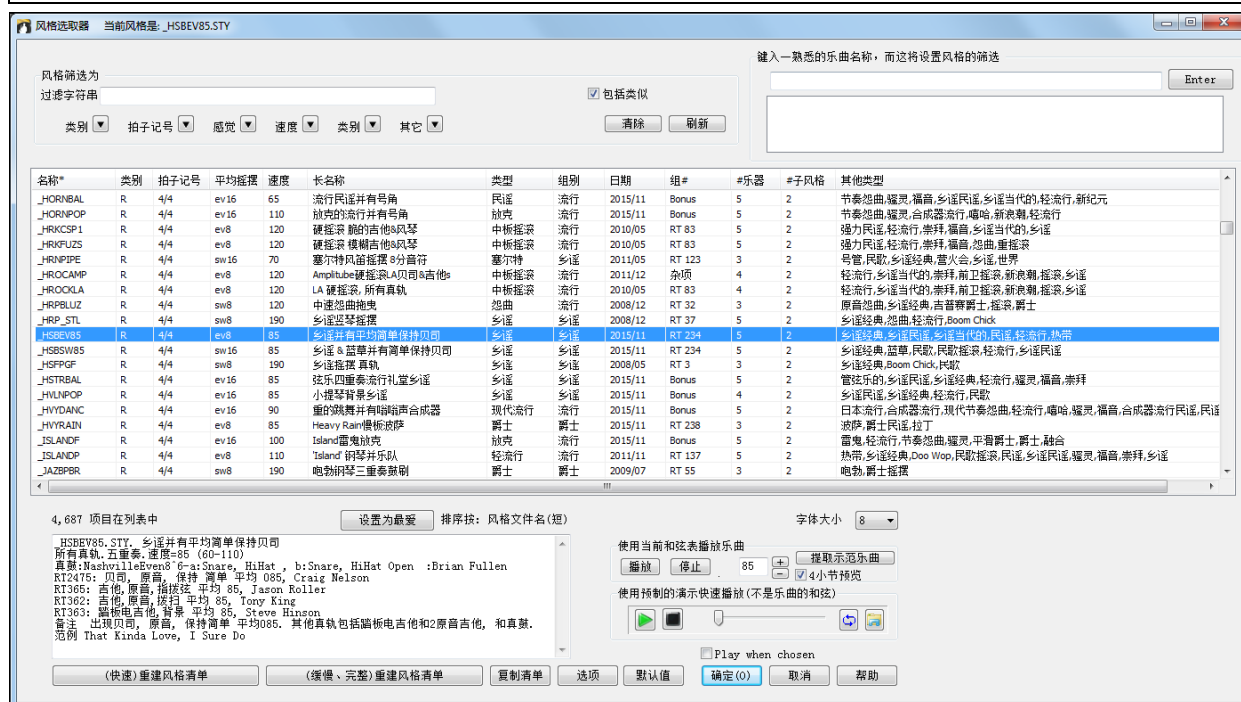 风格选取器 当前风格是:_HSBEV85.STY
键入一熟悉的乐曲名称，而这将设置风格的筛选
Enter
风格筛选为
过滤字符串
包括类似
类别 拍子记号 感觉 速度 类别 其它
清除 刷新
名称* 类别 拍子记号 平均摇摆 速度 长名称 类型 组别 日期 组# #乐器 #子风格 其他类型
_HORNBAL R 4/4 ev16 65 流行民谣并有号角 民谣 流行 2015/11 Bonus 5 2 节奏怨曲,骚灵,福音,乡谣民谣,乡谣当代的,轻流行,新纪元
_HORNPOP R 4/4 ev16 110 放克的流行并有号角 放克 流行 2015/11 Bonus 5 2 节奏怨曲,骚灵,合成器流行,嘻哈,新浪潮,轻流行
_HRKCSP1 R 4/4 ev8 120 硬摇滚 脆的吉他&风琴 中板摇滚 流行 2010/05 RT 83 5 2 强力民谣,轻流行,崇拜,福音,乡谣当代的,乡谣
_HRKFUZS R 4/4 ev8 120 硬摇滚 模糊吉他&风琴 中板摇滚 流行 2010/05 RT 83 5 2 强力民谣,轻流行,崇拜,福音,怨曲,重摇滚
_HRNPIPE R 4/4 sw16 70 塞尔特风笛摇摆 8分音符 塞尔特 乡谣 2011/05 RT 123 3 2 号管,民歌,乡谣经典,营火会,乡谣,世界
_HROCAMP R 4/4 ev8 120 Amplitube硬摇滚LA贝司&吉他s 中板摇滚 流行 2011/12 杂项 4 2 轻流行,乡谣当代的,崇拜,前卫摇滚,新浪潮,摇滚,乡谣
_HROCKLA R 4/4 ev8 120 LA 硬摇滚, 所有真轨 中板摇滚 流行 2010/05 RT 83 4 2 轻流行,乡谣当代的,崇拜,前卫摇滚,新浪潮,摇滚,乡谣
_HRPBLUZ R 4/4 sw8 120 中速怨曲拖曳 怨曲 流行 2008/12 RT 32 3 2 原音怨曲,乡谣经典,吉普赛爵士,摇滚,爵士
_HRP_STL R 4/4 sw8 190 乡谣竖琴摇摆 乡谣 乡谣 2008/12 RT 37 5 2 乡谣经典,怨曲,轻流行,Boom Chick
_HSBEV85 R 4/4 ev8 85 乡谣并有平均简单保持贝司 乡谣 乡谣 2015/11 RT 234 5 2 乡谣经典,乡谣民谣,乡谣当代的,民谣,轻流行,热带
_HSBSW85 R 4/4 sw16 85 乡谣 & 蓝草并有简单保持贝司 乡谣 乡谣 2015/11 RT 234 5 2 乡谣经典,蓝草,民歌,民歌摇滚,轻流行,乡谣民谣
_HSFPGF R 4/4 sw8 190 乡谣摇摆 真轨 乡谣 乡谣 2008/05 RT 3 3 2 乡谣经典,Boom Chick,民歌
_HSTRBAL R 4/4 ev16 85 弦乐四重奏流行礼堂乡谣 乡谣 乡谣 2015/11 Bonus 5 2 管弦乐的,乡谣民谣,乡谣经典,轻流行,骚灵,福音,崇拜
_HVLNPOP R 4/4 ev16 85 小提琴背景乡谣 乡谣 乡谣 2015/11 Bonus 4 2 乡谣民谣,乡谣经典,轻流行,民歌
_HVYDANC R 4/4 ev16 90 重的跳舞并有嗡嗡声合成器 现代流行 流行 2015/11 Bonus 5 2 日本流行,合成器流行,现代节奏怨曲,轻流行,嘻哈,骚灵,福音,合成器流行民谣,民谣
_HVYRAIN R 4/4 ev8 85 Heavy Rain慢板波萨 爵士 爵士 2015/11 RT 238 3 2 波萨,爵士民谣,拉丁
_ISLANDF R 4/4 ev16 100 Island雷鬼放克 放克 流行 2015/11 Bonus 5 2 雷鬼,轻流行,节奏怨曲,骚灵,平滑爵士,爵士,融合
_ISLANDP R 4/4 ev8 110 'Island' 钢琴并乐队 轻流行 流行 2011/11 RT 137 5 2 热带,乡谣经典,Doo Wop,民歌摇滚,民谣,乡谣民谣,骚灵,福音,崇拜,乡谣
_JAZBPBR R 4/4 sw8 190 咆勃钢琴三重奏鼓刷 爵士 爵士 2009/07 RT 55 3 2 咆勃,爵士摇摆
4,687 项目在列表中
设置为最爱 排序按: 风格文件名(短)
字体大小 8
_HSBEV85.STY. 乡谣并有平均简单保持贝司
所有真轨.五重奏.速度=85 (60-110)
真鼓:NashvilleEven8^6-a:Snare, HiHat , b:Snare, HiHat Open :Brian Fullen
RT2475: 贝司, 原音, 保持 简单 平均 085, Craig Nelson
RT365: 吉他,原音,指拨弦 平均 85, Jason Roller
RT362: 吉他,原音,拨扫 平均 85, Tony King
RT363: 踏板电吉他,背景 平均 85, Steve Hinson
备注 出现贝司, 原音, 保持简单 平均085. 其他真轨包括踏板电吉他和2原音吉他, 和真鼓.
范例 That Kinda Love, I Sure Do
使用当前和弦表播放乐曲
播放 停止 . 85 + - 提取示范乐曲
4小节预览
使用预制的演示快速播放(不是乐曲的和弦)
Play when chosen
(快速)重建风格清单 (缓慢、完整)重建风格清单 复制清单 选项 默认值 确定(O) 取消 帮助